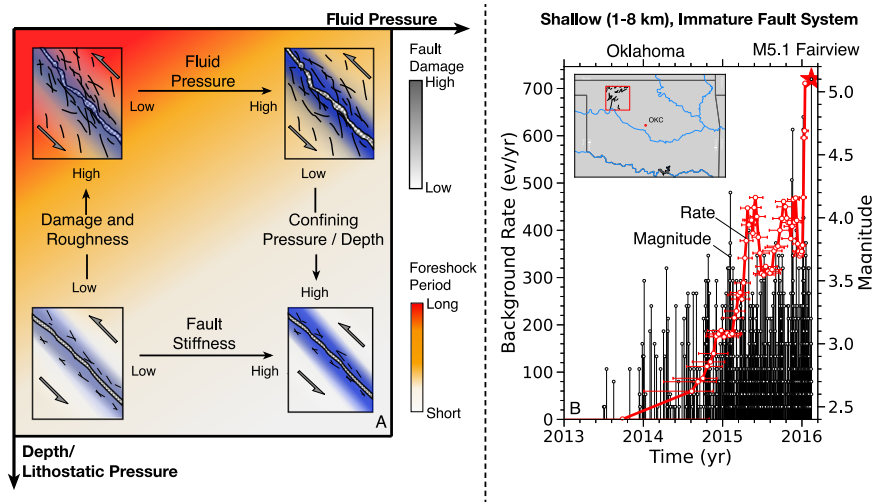 Fluid Pressure
Fluid
Pressure
Low
High
High
Low
Damage and
Roughness
Confining
Pressure / Depth
Low
High
Fault
Stiffness
Low
High
A
Depth/
Lithostatic Pressure
Fault
Damage
High
Low
Foreshock
Period
Long
Short
Shallow (1-8 km), Immature Fault System
Oklahoma
M5.1 Fairview
OKC
Rate
Magnitude
B
Background Rate (ev/yr)
700
600
500
400
300
200
100
0
2013
2014
2015
2016
Time (yr)
5.0
4.5
4.0
3.5
3.0
2.5
Magnitude